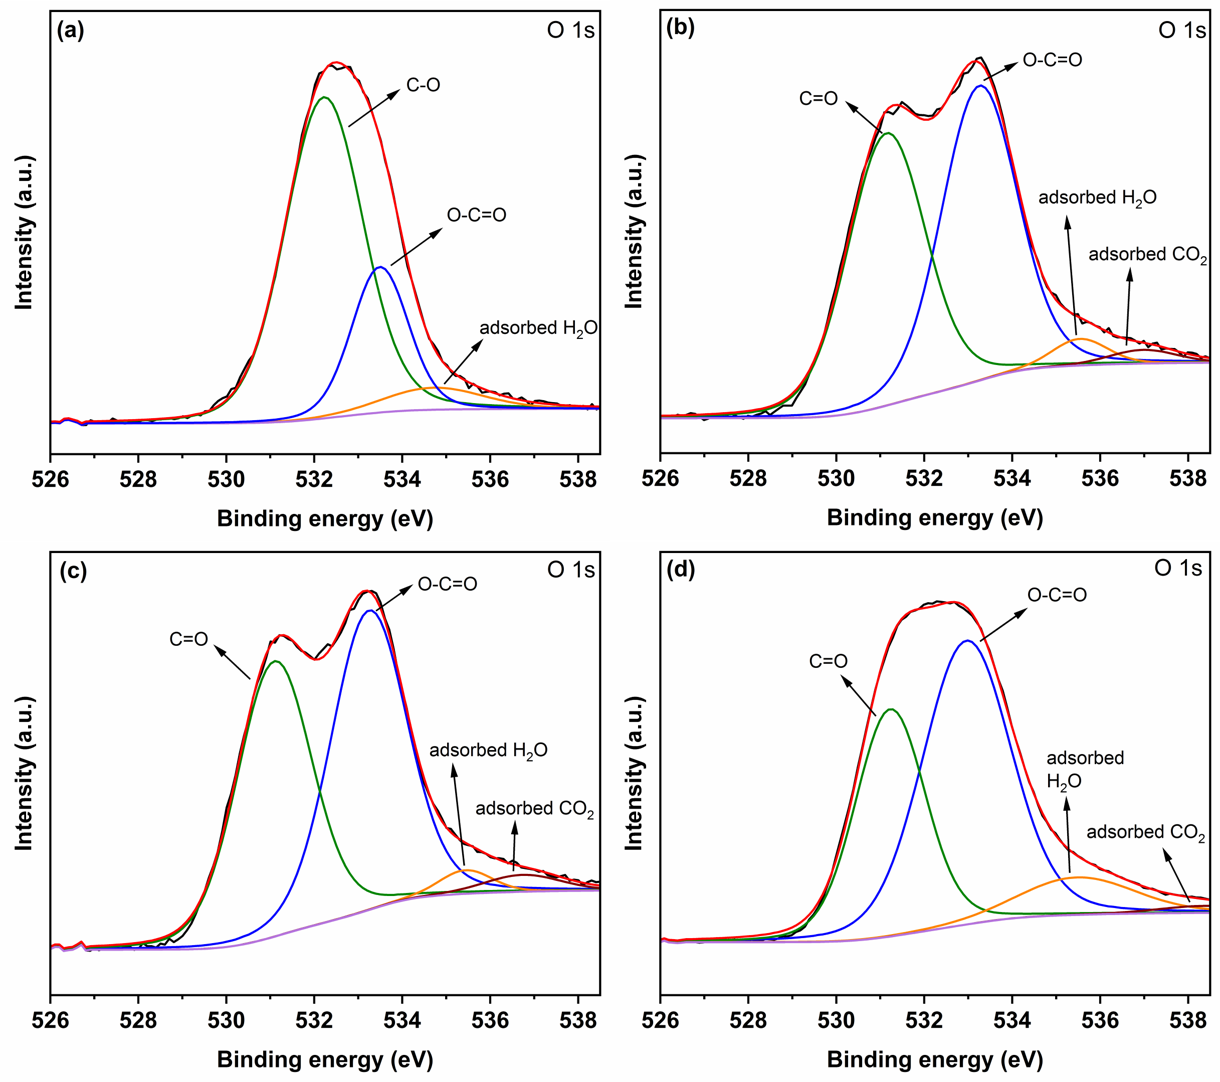 (a)
O 1s
C-O
O-C=O
adsorbed H2O
Intensity (a.u.)
526 528 530 532 534 536 538
Binding energy (eV)
(b)
O 1s
O-C=O
C=O
adsorbed H2O
adsorbed CO2
Intensity (a.u.)
526 528 530 532 534 536 538
Binding energy (eV)
(c)
O 1s
O-C=O
C=O
adsorbed H2O
adsorbed CO2
Intensity (a.u.)
526 528 530 532 534 536 538
Binding energy (eV)
(d)
O 1s
O-C=O
C=O
adsorbed
H2O
adsorbed CO2
Intensity (a.u.)
526 528 530 532 534 536 538
Binding energy (eV)